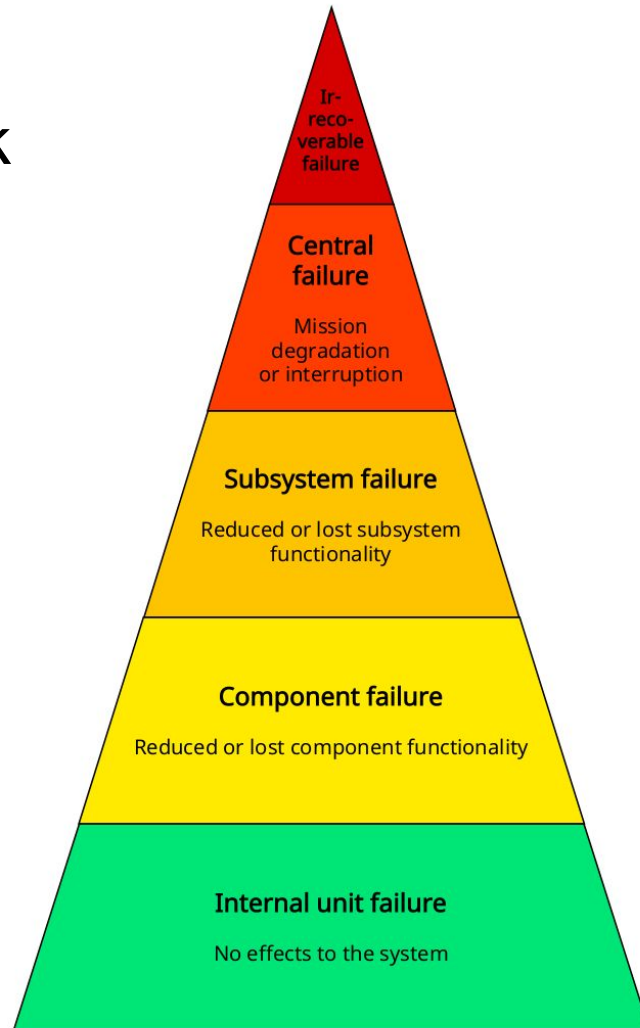 Ir-
reco-
verable
failure
Central
failure
Mission
degradation
or interruption
Subsystem failure
Reduced or lost subsystem
functionality
Component failure
Reduced or lost component functionality
Internal unit failure
No effects to the system